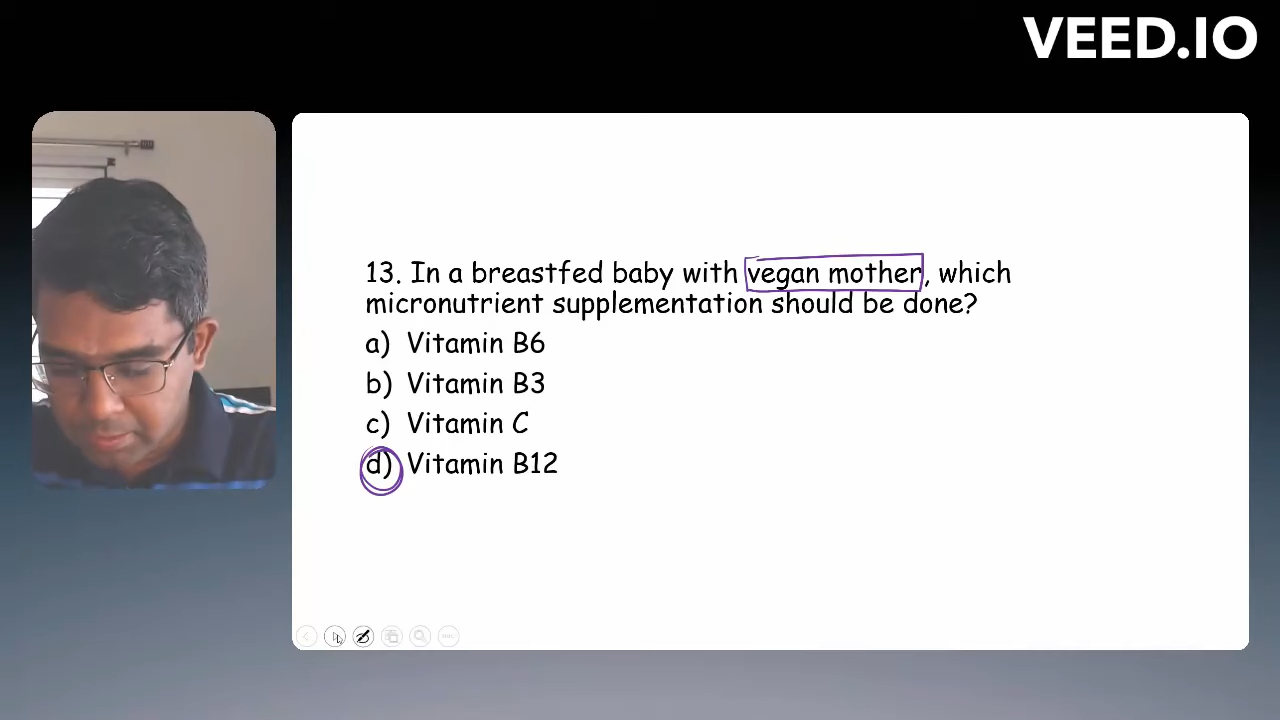 VEED.IO
13. In a breastfed baby with vegan mother, which
micronutrient supplementation should be done?
a) Vitamin B6
b) Vitamin B3
c) Vitamin C
d) Vitamin B12